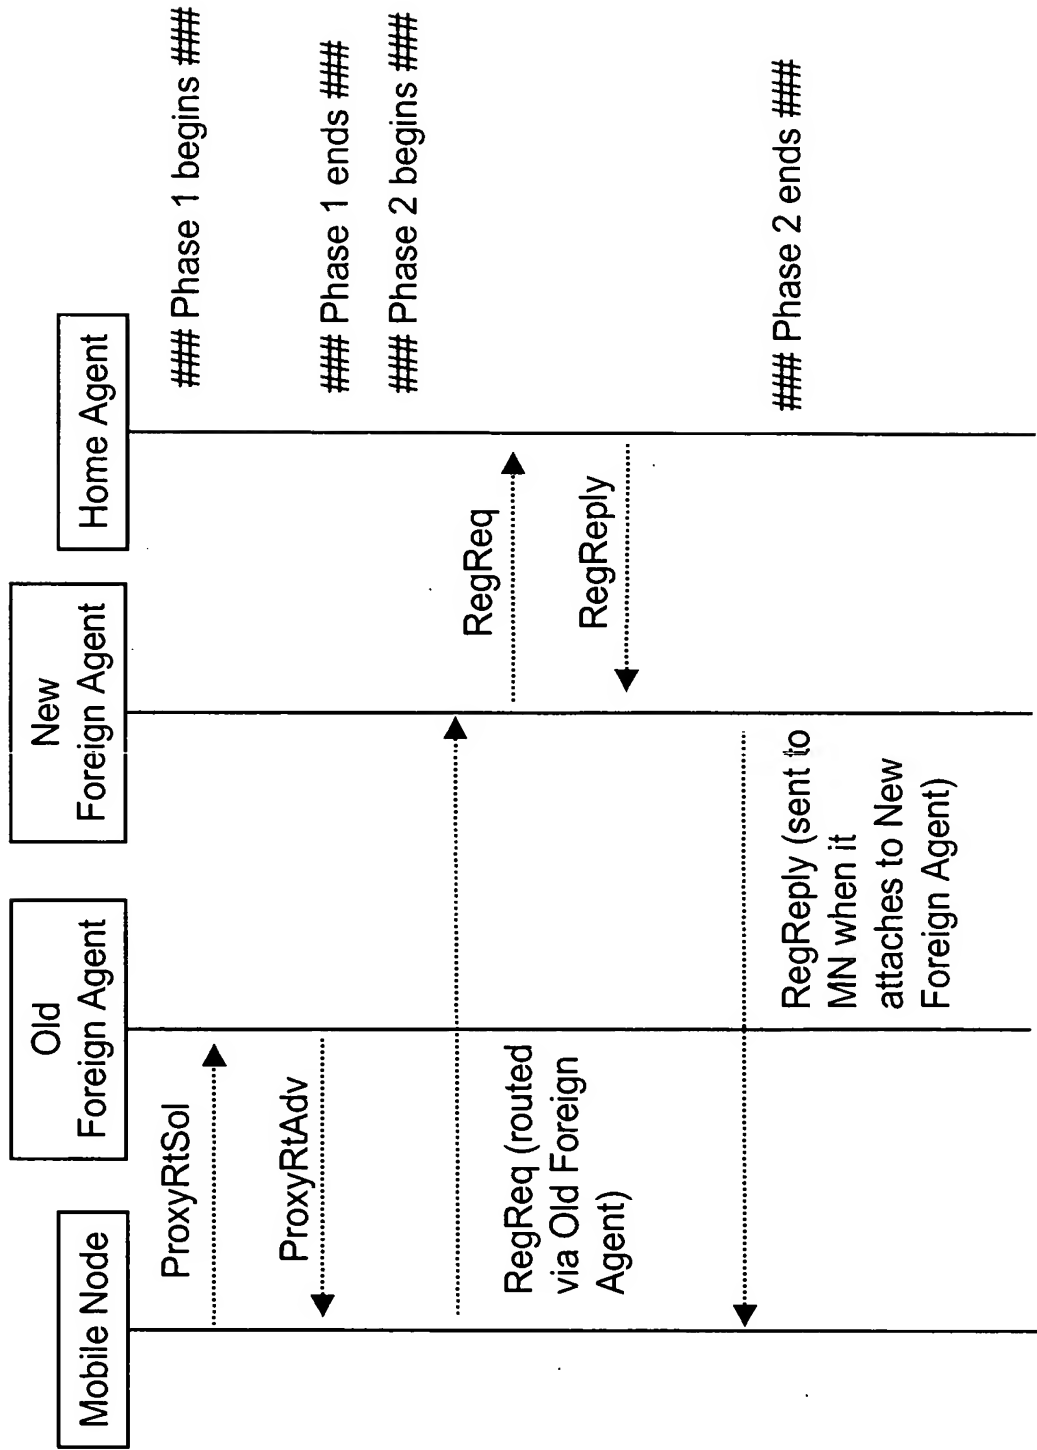 Mobile Node
Old
Foreign Agent
New
Foreign Agent
Home Agent
ProxyRtSol
### Phase 1 begins ###
ProxyRtAdv
### Phase 1 ends ###
### Phase 2 begins ###
RegReq (routed
via Old Foreign
Agent)
RegReq
RegReply
RegReply (sent to
MN when it
attaches to New
Foreign Agent)
### Phase 2 ends ###